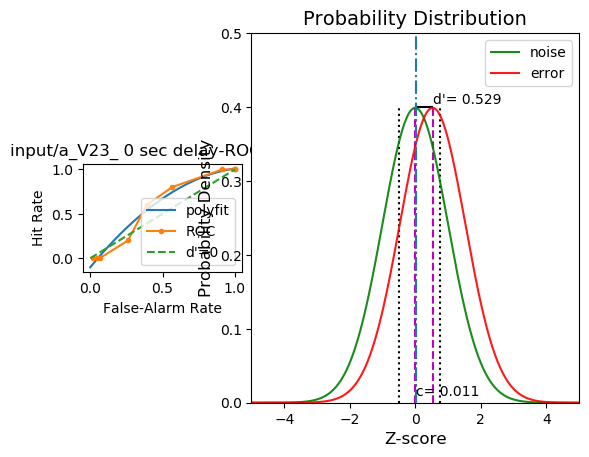 input/a_V23_ 0 sec delay-ROC
Hit Rate
1.0
0.5
0.0
polyfit
ROC
0.0
0.5
1.0
False-Alarm Rate
Probability Distribution
Probability Density
0.5
0.4
0.3
0.2
0.1
0.0
noise
error
d'= 0.529
c= 0.011
−4
−2
0
2
4
Z-score